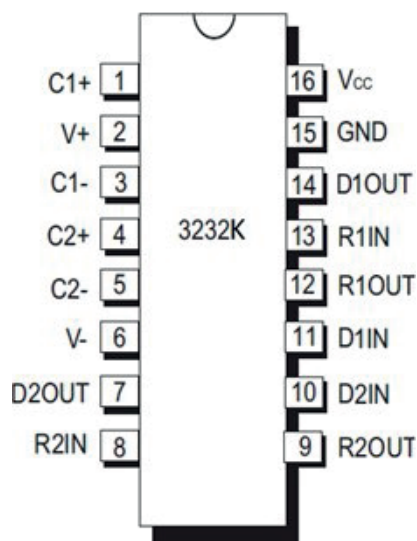 C1+ 1 16 Vcc
V+ 2 15 GND
C1- 3 14 D1OUT
C2+ 4 3232K 13 R1IN
C2- 5 12 R1OUT
V- 6 11 D1IN
D2OUT 7 10 D2IN
R2IN 8 9 R2OUT